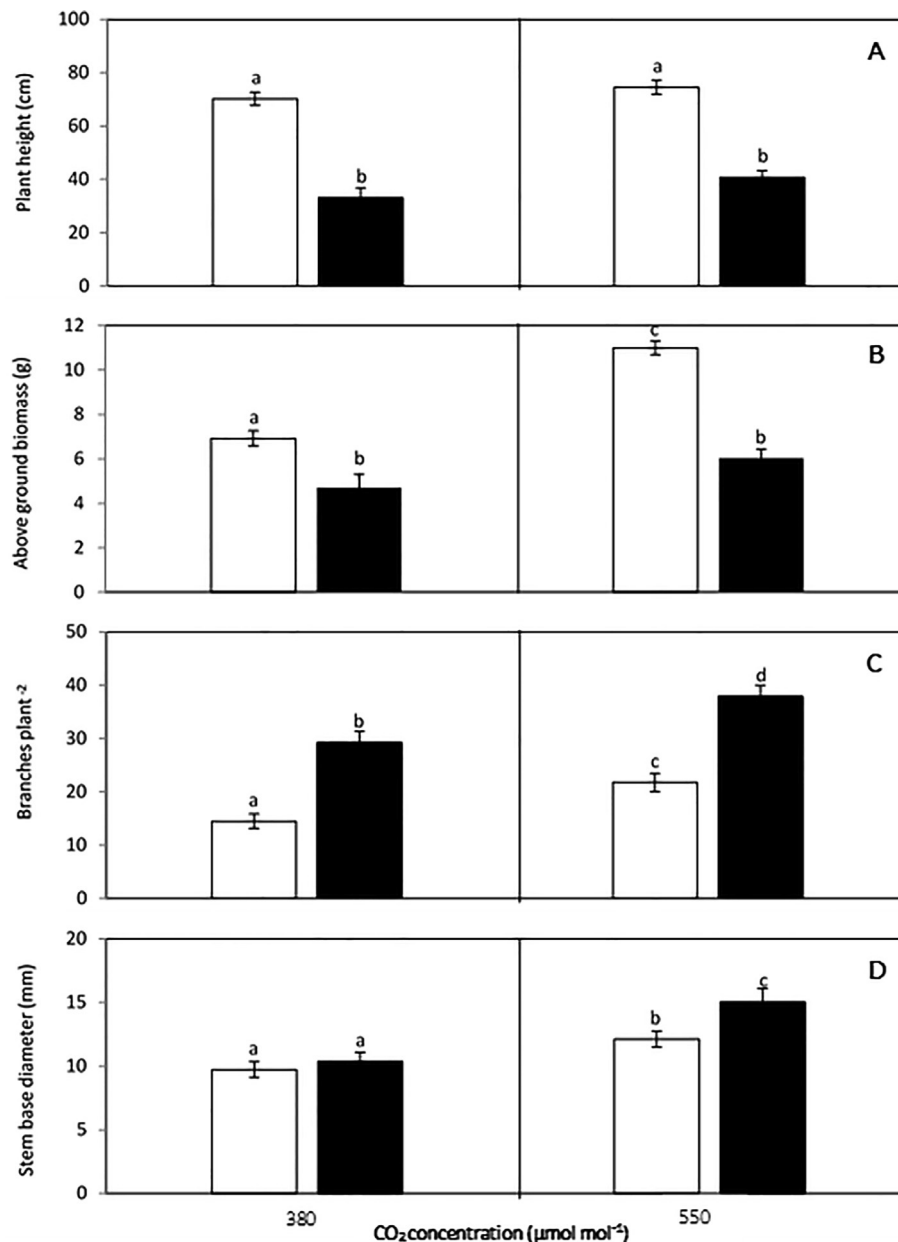 Plant height (cm)
100
80
60
40
20
0
a
b
a
b
A
Above ground biomass (g)
12
10
8
6
4
2
0
a
b
c
b
B
Branches plant ⁻²
50
40
30
20
10
0
a
b
c
d
C
Stem base diameter (mm)
20
15
10
5
0
a
a
b
c
D
380
550
CO₂ concentration (µmol mol⁻¹)